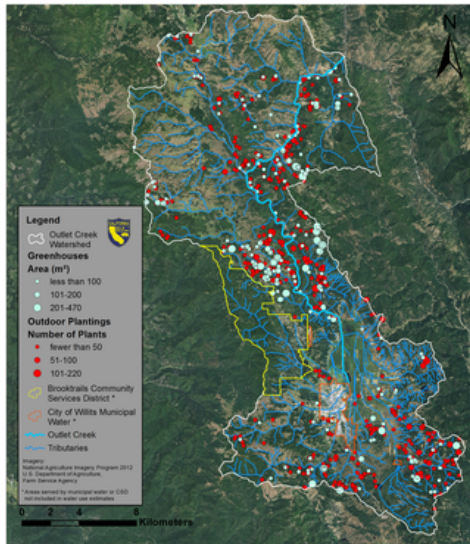 N
Legend
Outlet Creek
Watershed
Greenhouses
Area (m²)
less than 100
101-200
201-470
Outdoor Plantings
Number of Plants
fewer than 50
51-100
101-220
Brooktrails Community
Services District *
City of Willits Municipal
Water *
Outlet Creek
Tributaries
Imagery:
National Agriculture Imagery Program 2012
U.S. Department of Agriculture,
Farm Service Agency
* Areas served by municipal water or CSD
not included in water use estimates
0 2 4 8
Kilometers